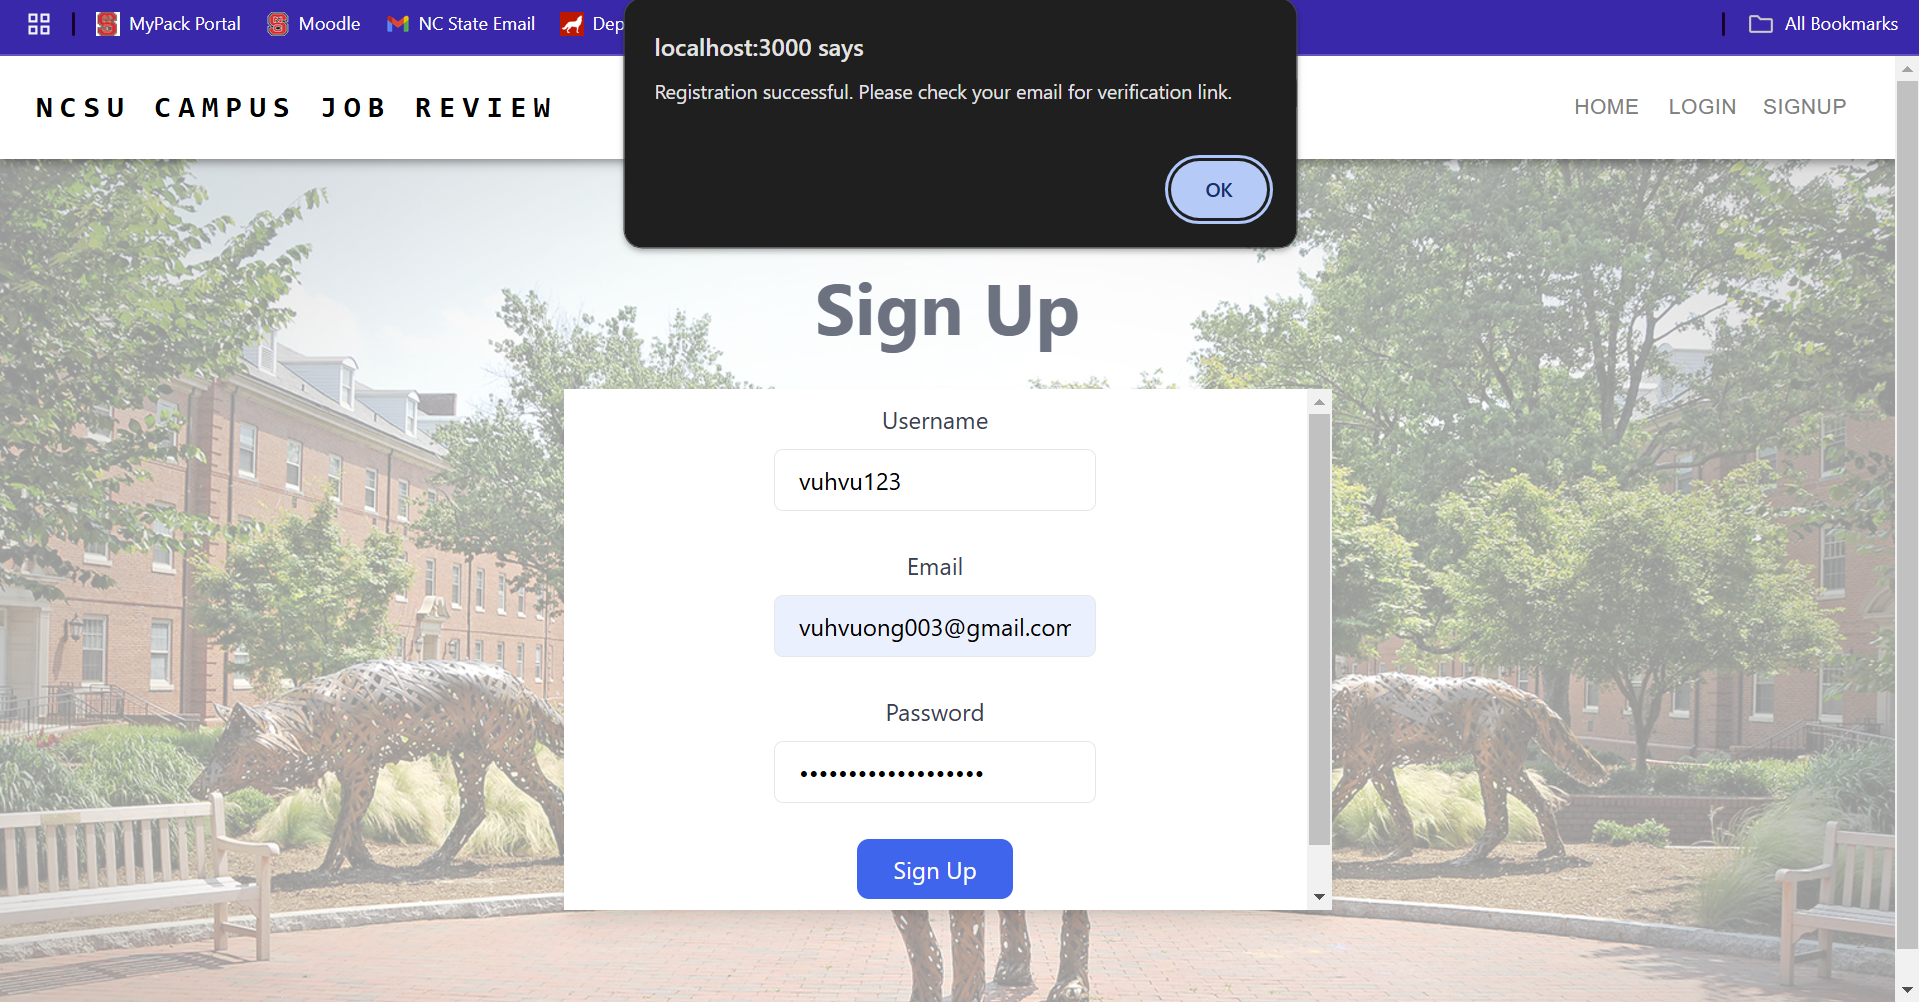 MyPack Portal
Moodle
NC State Email
Dep
All Bookmarks
localhost:3000 says
Registration successful. Please check your email for verification link.
OK
NCSU CAMPUS JOB REVIEW
HOME
LOGIN
SIGNUP
Sign Up
Username
vuhvu123
Email
vuhvuong003@gmail.com
Password
•••••••••••••••••••
Sign Up